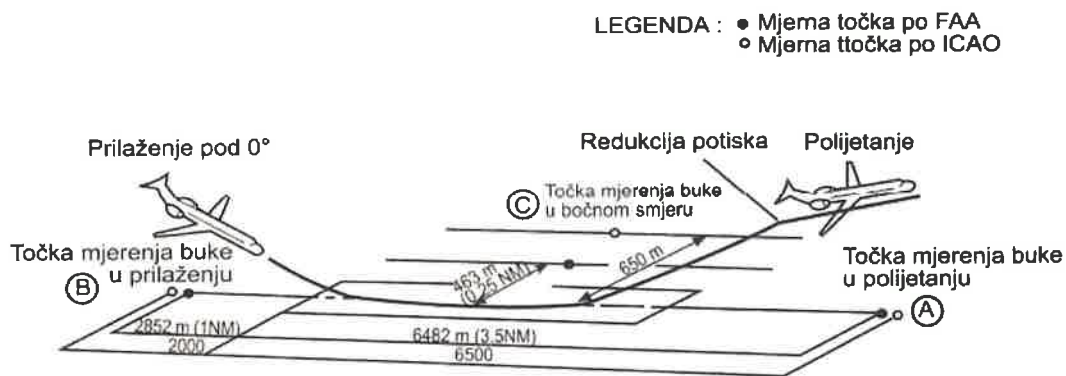 LEGENDA : ● Mjerna točka po FAA
○ Mjerna ttočka po ICAO
Prilaženje pod 0°
Redukcija potiska
Polijetanje
C Točka mjerenja buke
u bočnom smjeru
Točka mjerenja buke
u prilaženju
B
463 m
(0.25 NM)
650 m
Točka mjerenja buke
u polijetanju
A
2852 m (1NM)
2000
6482 m (3.5NM)
6500